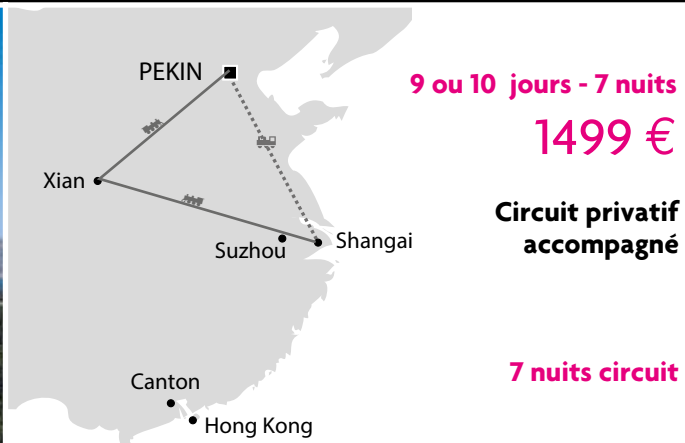 PEKIN
Xian
Suzhou
Shangai
Canton
Hong Kong
9 ou 10 jours - 7 nuits
1499 €
Circuit privatif
accompagné
7 nuits circuit